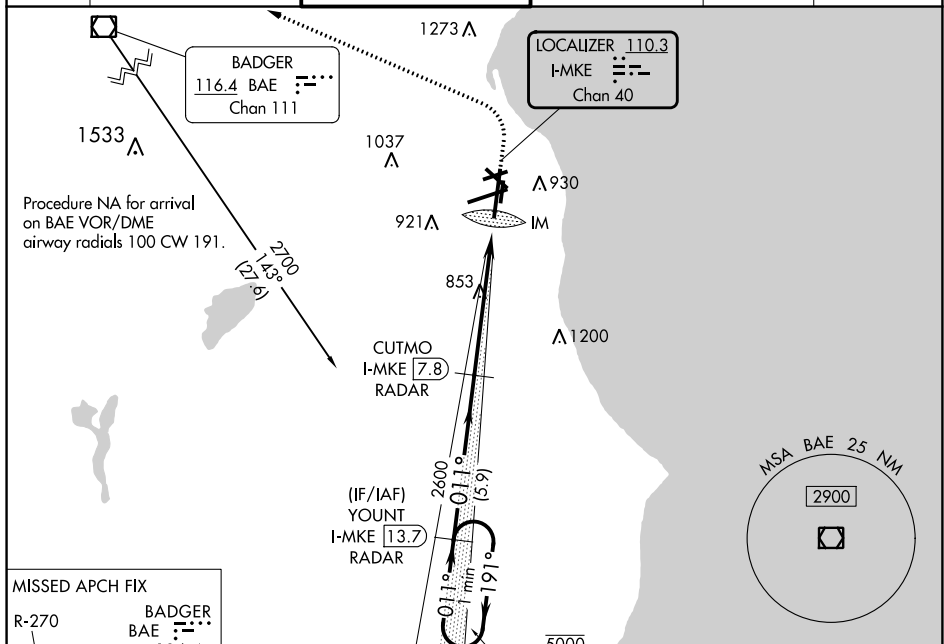 1273
BADGER
116.4 BAE
Chan 111
LOCALIZER 110.3
I-MKE
Chan 40
1533
1037
930
Procedure NA for arrival
on BAE VOR/DME
airway radials 100 CW 191.
921
IM
2700
143°
(27.6)
853
1200
CUTMO
I-MKE 7.8
RADAR
2600
011°
(5.9)
MSA BAE 25 NM
2900
(IF/IAF)
YOUNT
I-MKE 13.7
RADAR
011°
1 min
191°
MISSED APCH FIX
R-270
BADGER
BAE
5000